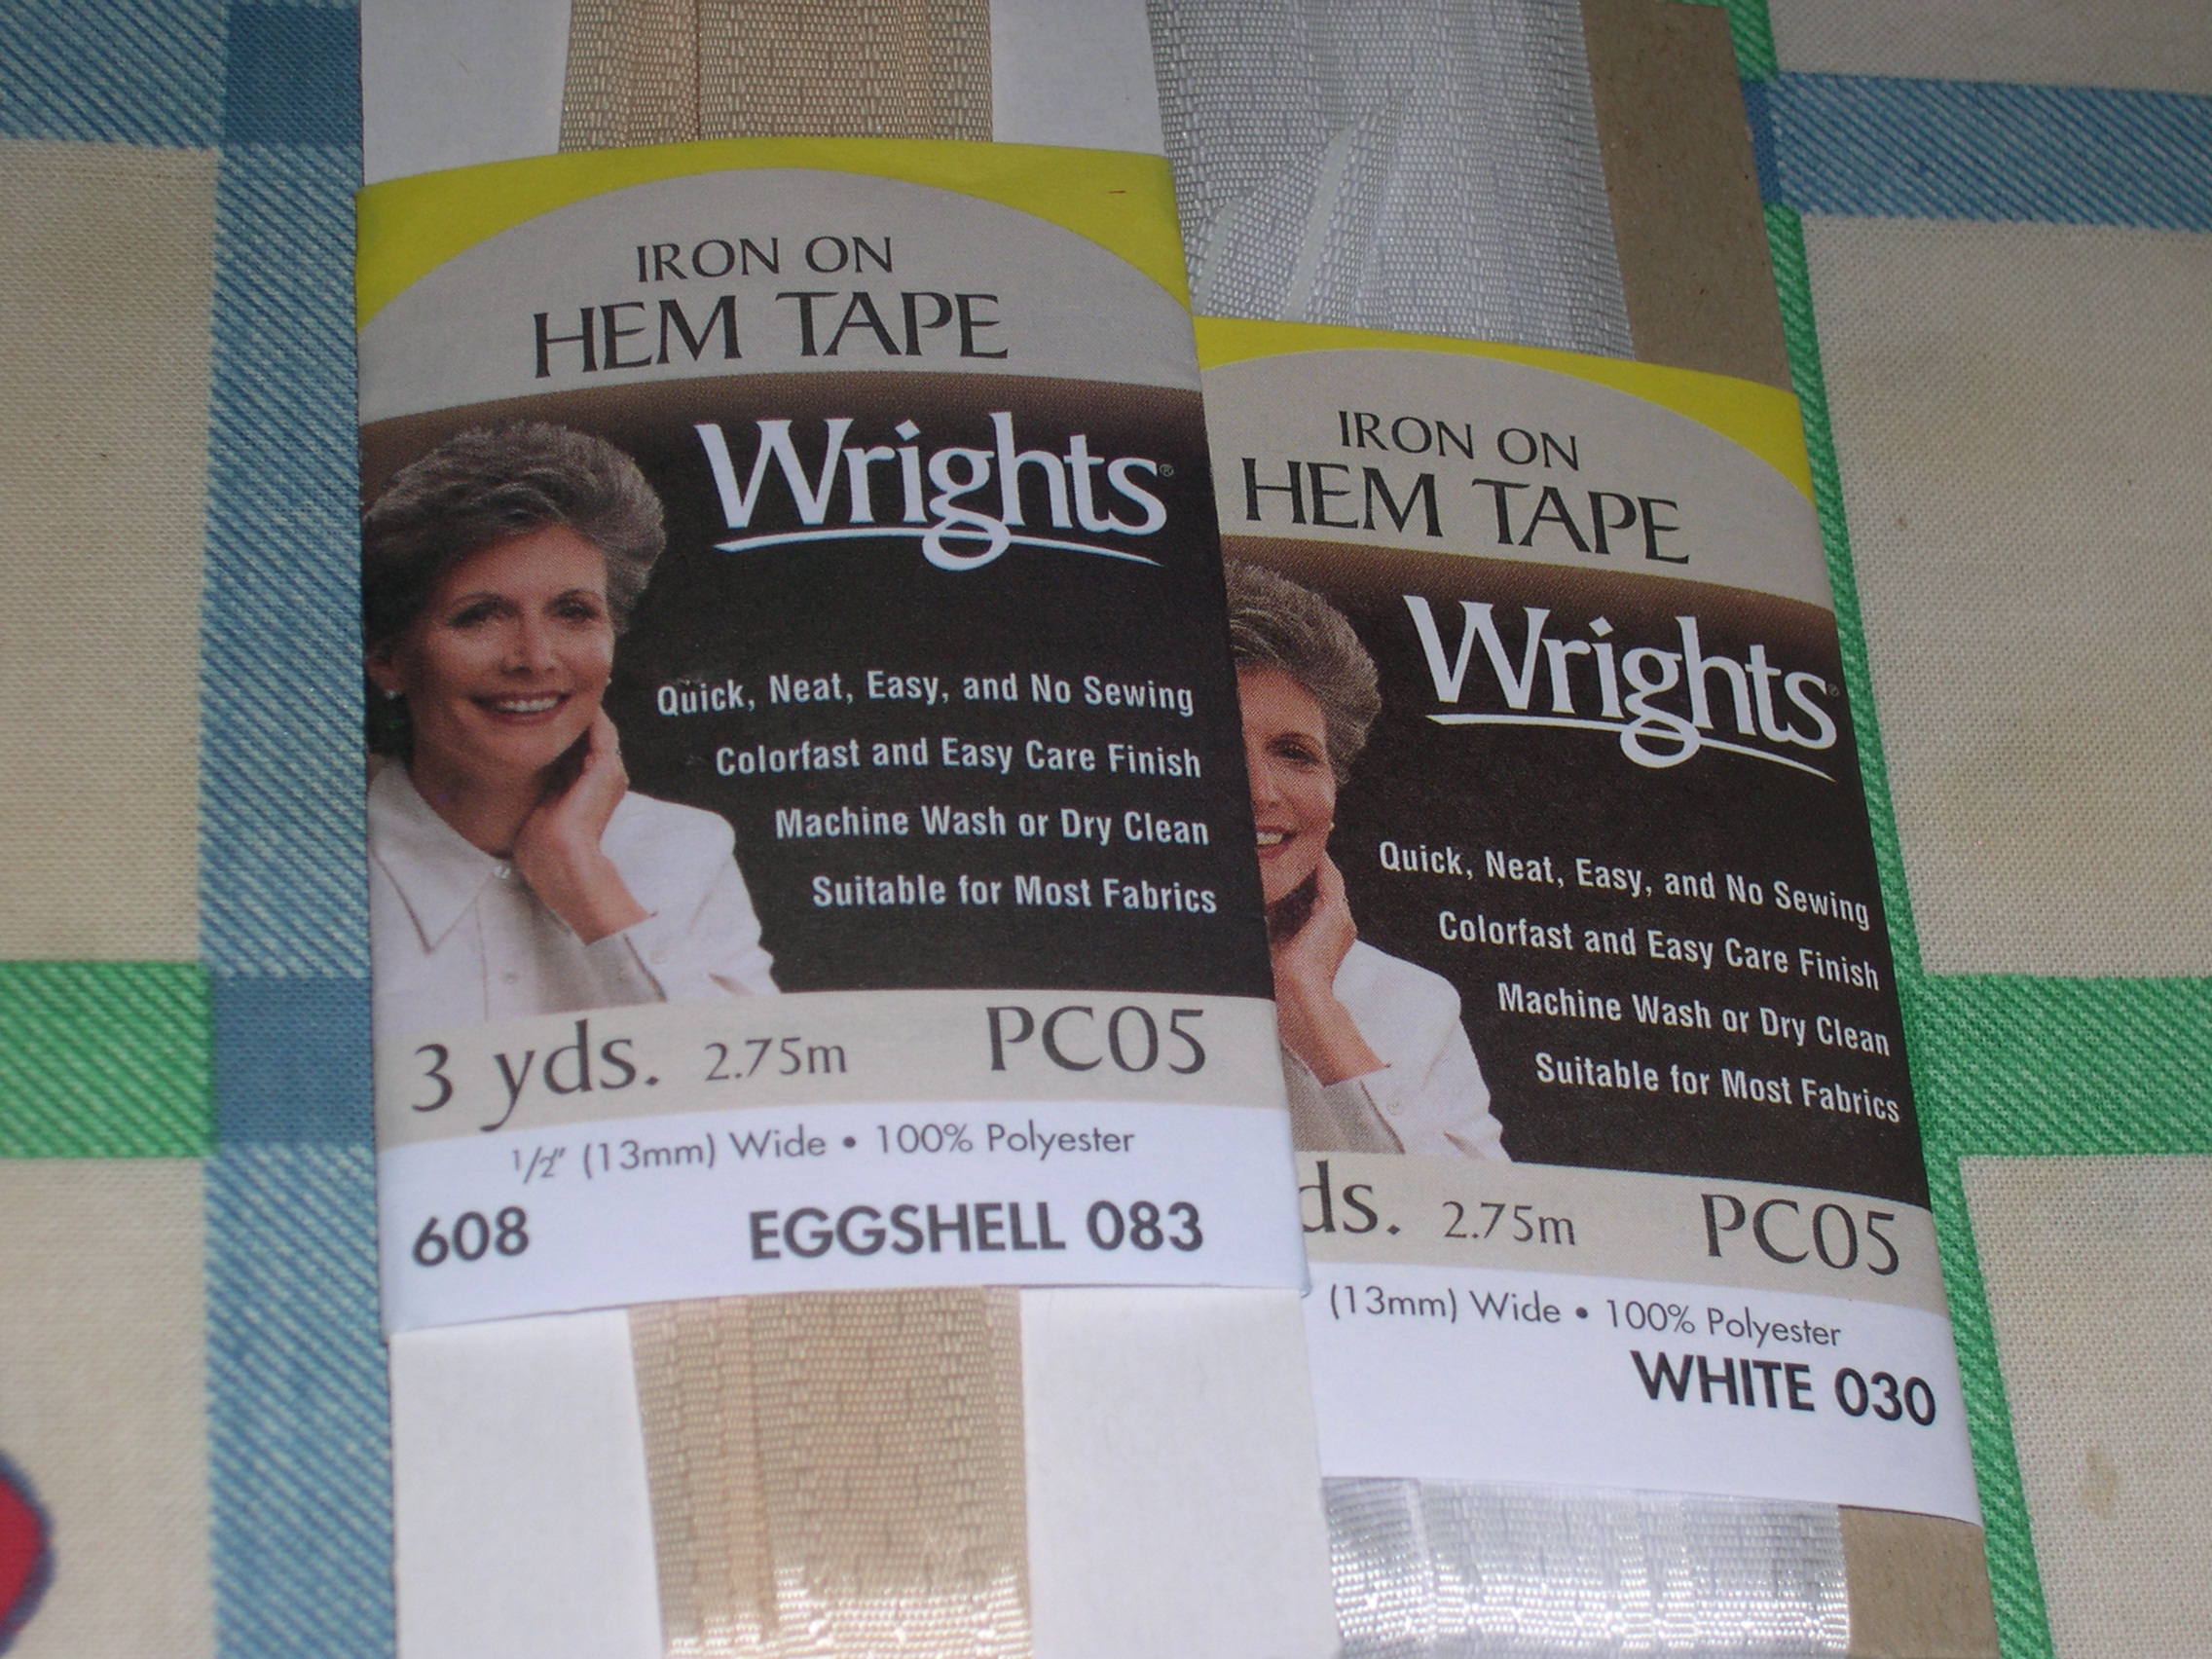 IRON ON
HEM TAPE
Wrights®
Quick, Neat, Easy, and No Sewing
Colorfast and Easy Care Finish
Machine Wash or Dry Clean
Suitable for Most Fabrics
3 yds. 2.75m PC05
1/2" (13mm) Wide • 100% Polyester
608 EGGSHELL 083
IRON ON
HEM TAPE
Wrights®
Quick, Neat, Easy, and No Sewing
Colorfast and Easy Care Finish
Machine Wash or Dry Clean
Suitable for Most Fabrics
ds. 2.75m PC05
(13mm) Wide • 100% Polyester
WHITE 030